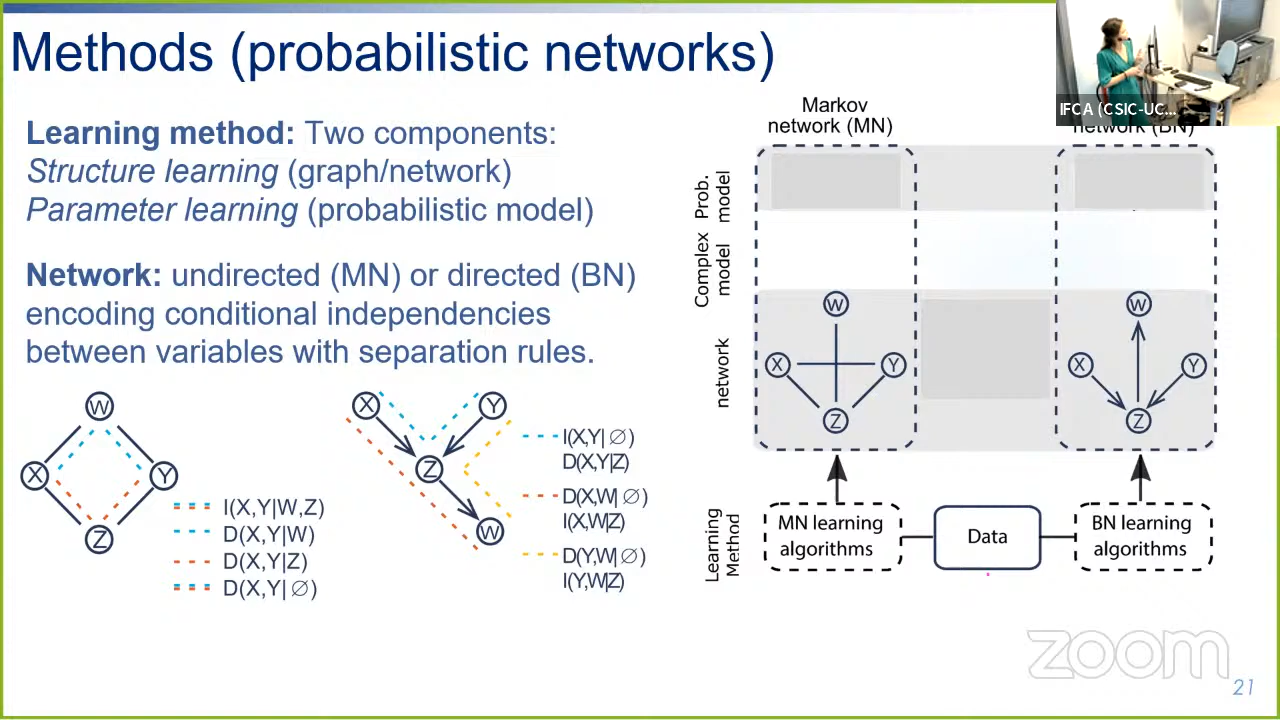 Methods (probabilistic networks)
IFCA (CSIC-UC...
Learning method: Two components:
Structure learning (graph/network)
Parameter learning (probabilistic model)
Network: undirected (MN) or directed (BN)
encoding conditional independencies
between variables with separation rules.
W
X
Y
Z
I(X,Y|W,Z)
D(X,Y|W)
D(X,Y|Z)
D(X,Y|∅)
X
Y
Z
W
I(X,Y|∅)
D(X,Y|Z)
D(X,W|∅)
I(X,W|Z)
D(Y,W|∅)
I(Y,W|Z)
Markov
network (MN)
network (BN)
Prob.
model
Complex
model
network
W
X
Y
Z
W
X
Y
Z
Learning
Method
MN learning
algorithms
Data
BN learning
algorithms
zoom
21